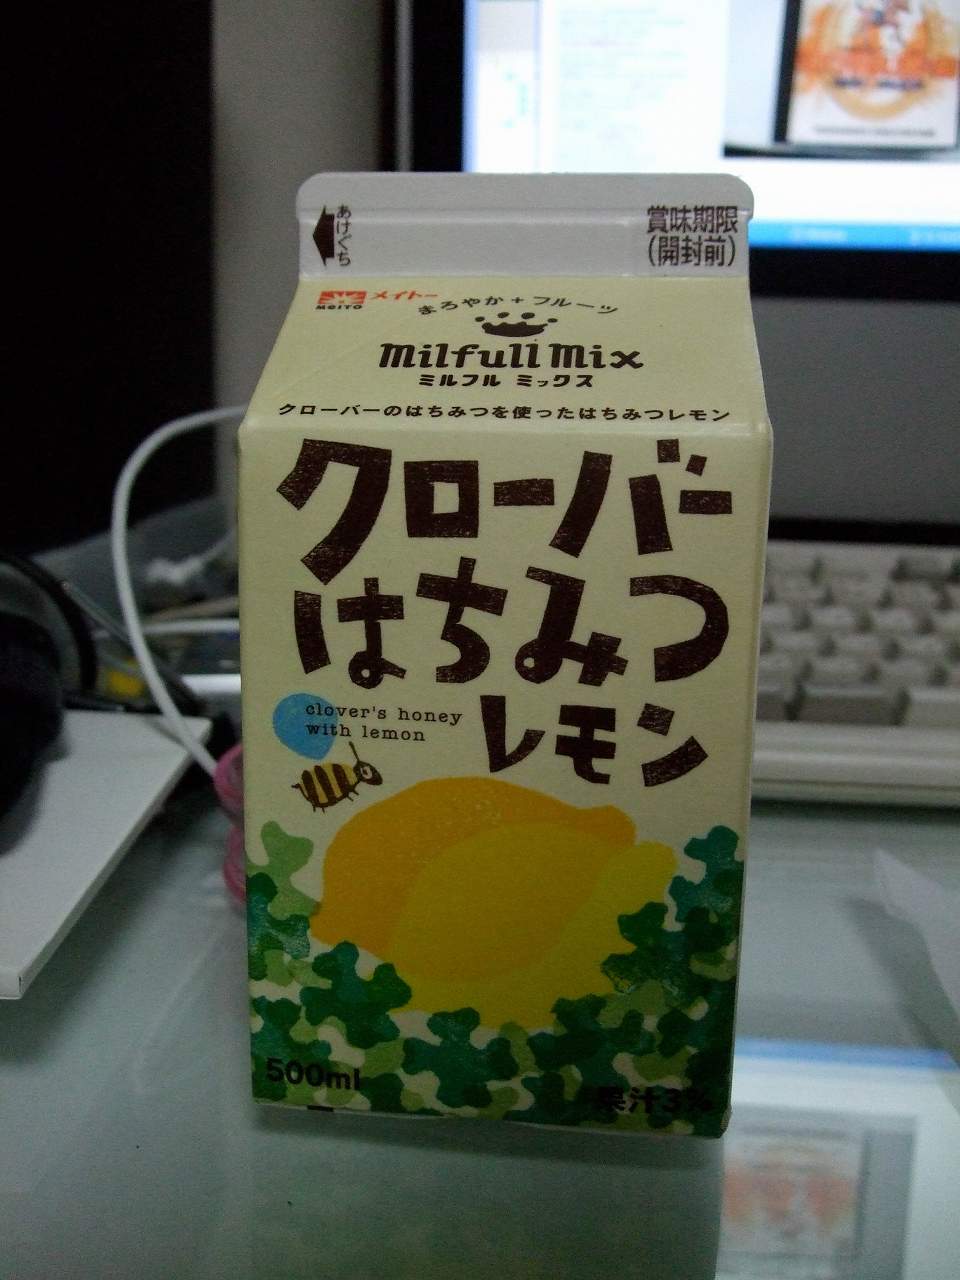 あけぐち
賞味期限
(開封前)
MEITO メイトー
まろやか+フルーツ
Milfull Mix
ミルフル ミックス
クローバーのはちみつを使ったはちみつレモン
クローバー
はちみつ
レモン
clover's honey
with lemon
500ml
果汁3%